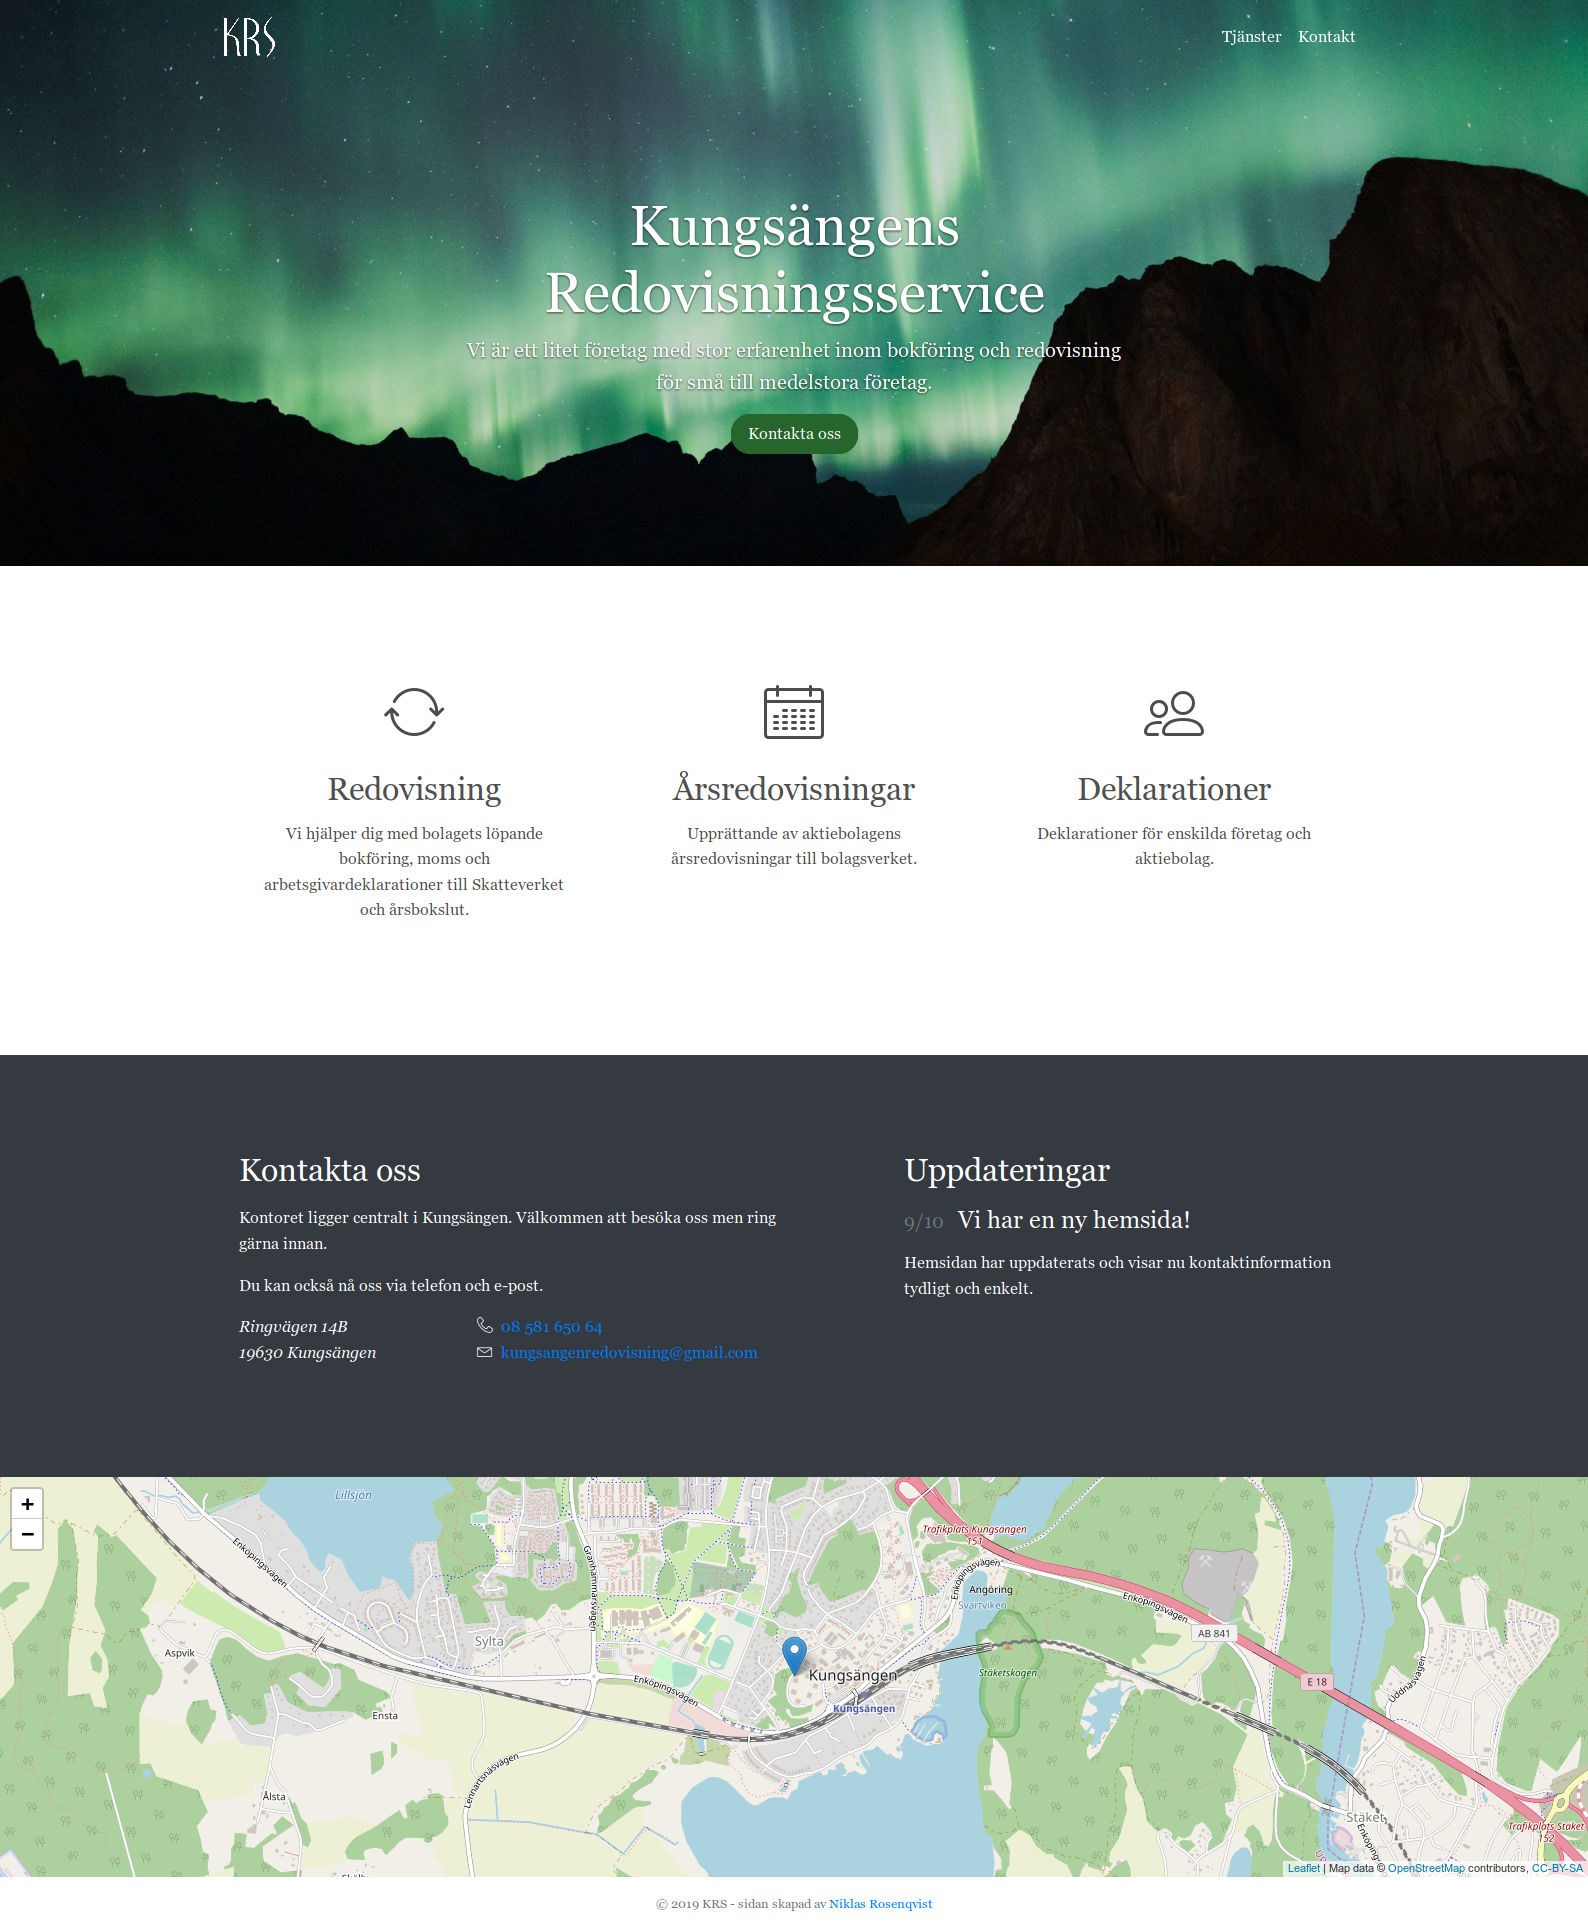 KRS
Tjänster Kontakt
Kungsängens
Redovisningsservice
Vi är ett litet företag med stor erfarenhet inom bokföring och redovisning
för små till medelstora företag.
Kontakta oss
Redovisning
Vi hjälper dig med bolagets löpande
bokföring, moms och
arbetsgivardeklarationer till Skatteverket
och årsbokslut.
Årsredovisningar
Upprättande av aktiebolagens
årsredovisningar till bolagsverket.
Deklarationer
Deklarationer för enskilda företag och
aktiebolag.
Kontakta oss
Kontoret ligger centralt i Kungsängen. Välkommen att besöka oss men ring
gärna innan.
Du kan också nå oss via telefon och e-post.
Ringvägen 14B
19630 Kungsängen
08 581 650 64
kungsangenredovisning@gmail.com
Uppdateringar
9/10 Vi har en ny hemsida!
Hemsidan har uppdaterats och visar nu kontaktinformation
tydligt och enkelt.
+
−
Lillsjön
Enköpingsvägen
Granhammarsvägen
Trafikplats Kungsängen
151
Enköpingsvägen
Angöring
Svartviken
Enköpingsvägen
AB 841
Aspvik
Sylta
Kungsängen
Stäketskogen
Enköpingsvägen
Kungsängen
E 18
Uddnäsvägen
Ensta
Lennartsnäsvägen
Ålsta
Stäket
Trafikplats Stäket
152
Leaflet | Map data © OpenStreetMap contributors, CC-BY-SA
© 2019 KRS - sidan skapad av Niklas Rosenqvist